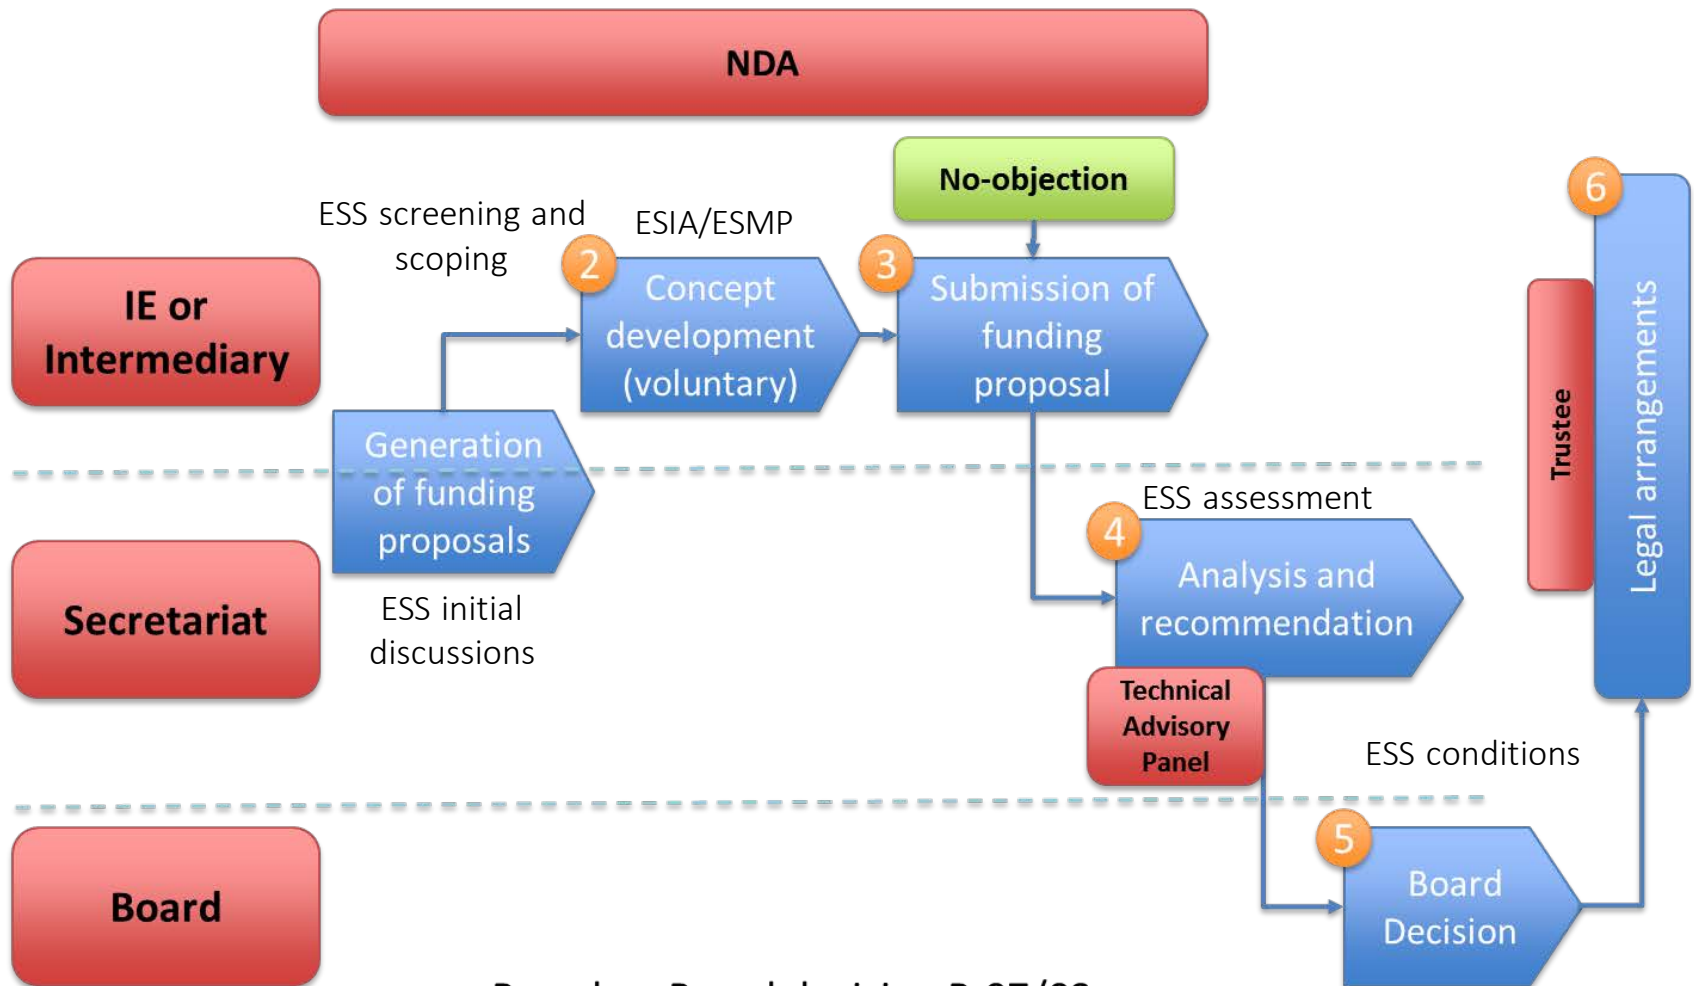 NDA
No-objection
6
ESS screening and
scoping
ESIA/ESMP
2
3
IE or
Intermediary
Concept
development
(voluntary)
Submission of
funding
proposal
Trustee
Legal arrangements
Generation
of funding
proposals
ESS assessment
4
Analysis and
recommendation
Secretariat
ESS initial
discussions
Technical
Advisory
Panel
ESS conditions
5
Board
Board
Decision